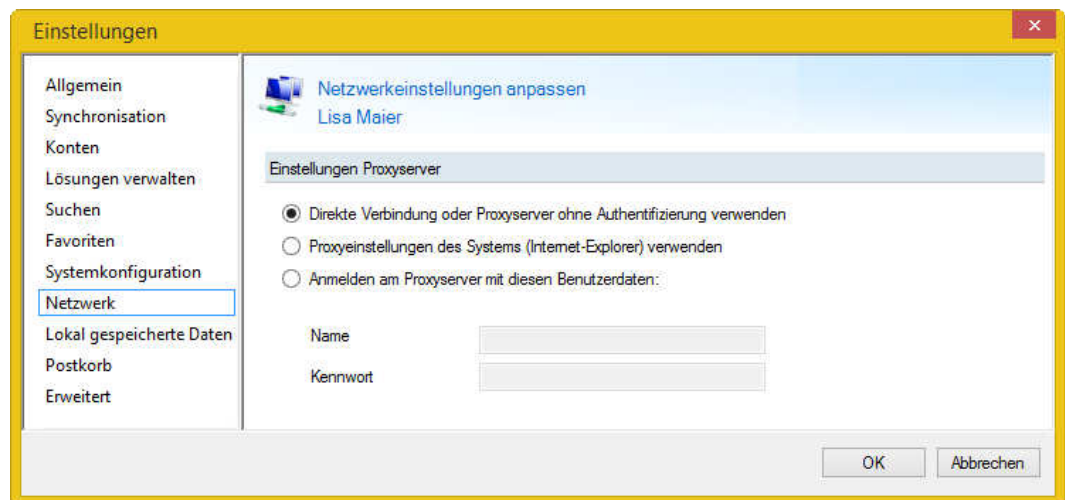 Einstellungen
Allgemein
Synchronisation
Konten
Lösungen verwalten
Suchen
Favoriten
Systemkonfiguration
Netzwerk
Lokal gespeicherte Daten
Postkorb
Erweitert
Netzwerkeinstellungen anpassen
Lisa Maier
Einstellungen Proxyserver
Direkte Verbindung oder Proxyserver ohne Authentifizierung verwenden
Proxyeinstellungen des Systems (Internet-Explorer) verwenden
Anmelden am Proxyserver mit diesen Benutzerdaten:
Name
Kennwort
OK
Abbrechen